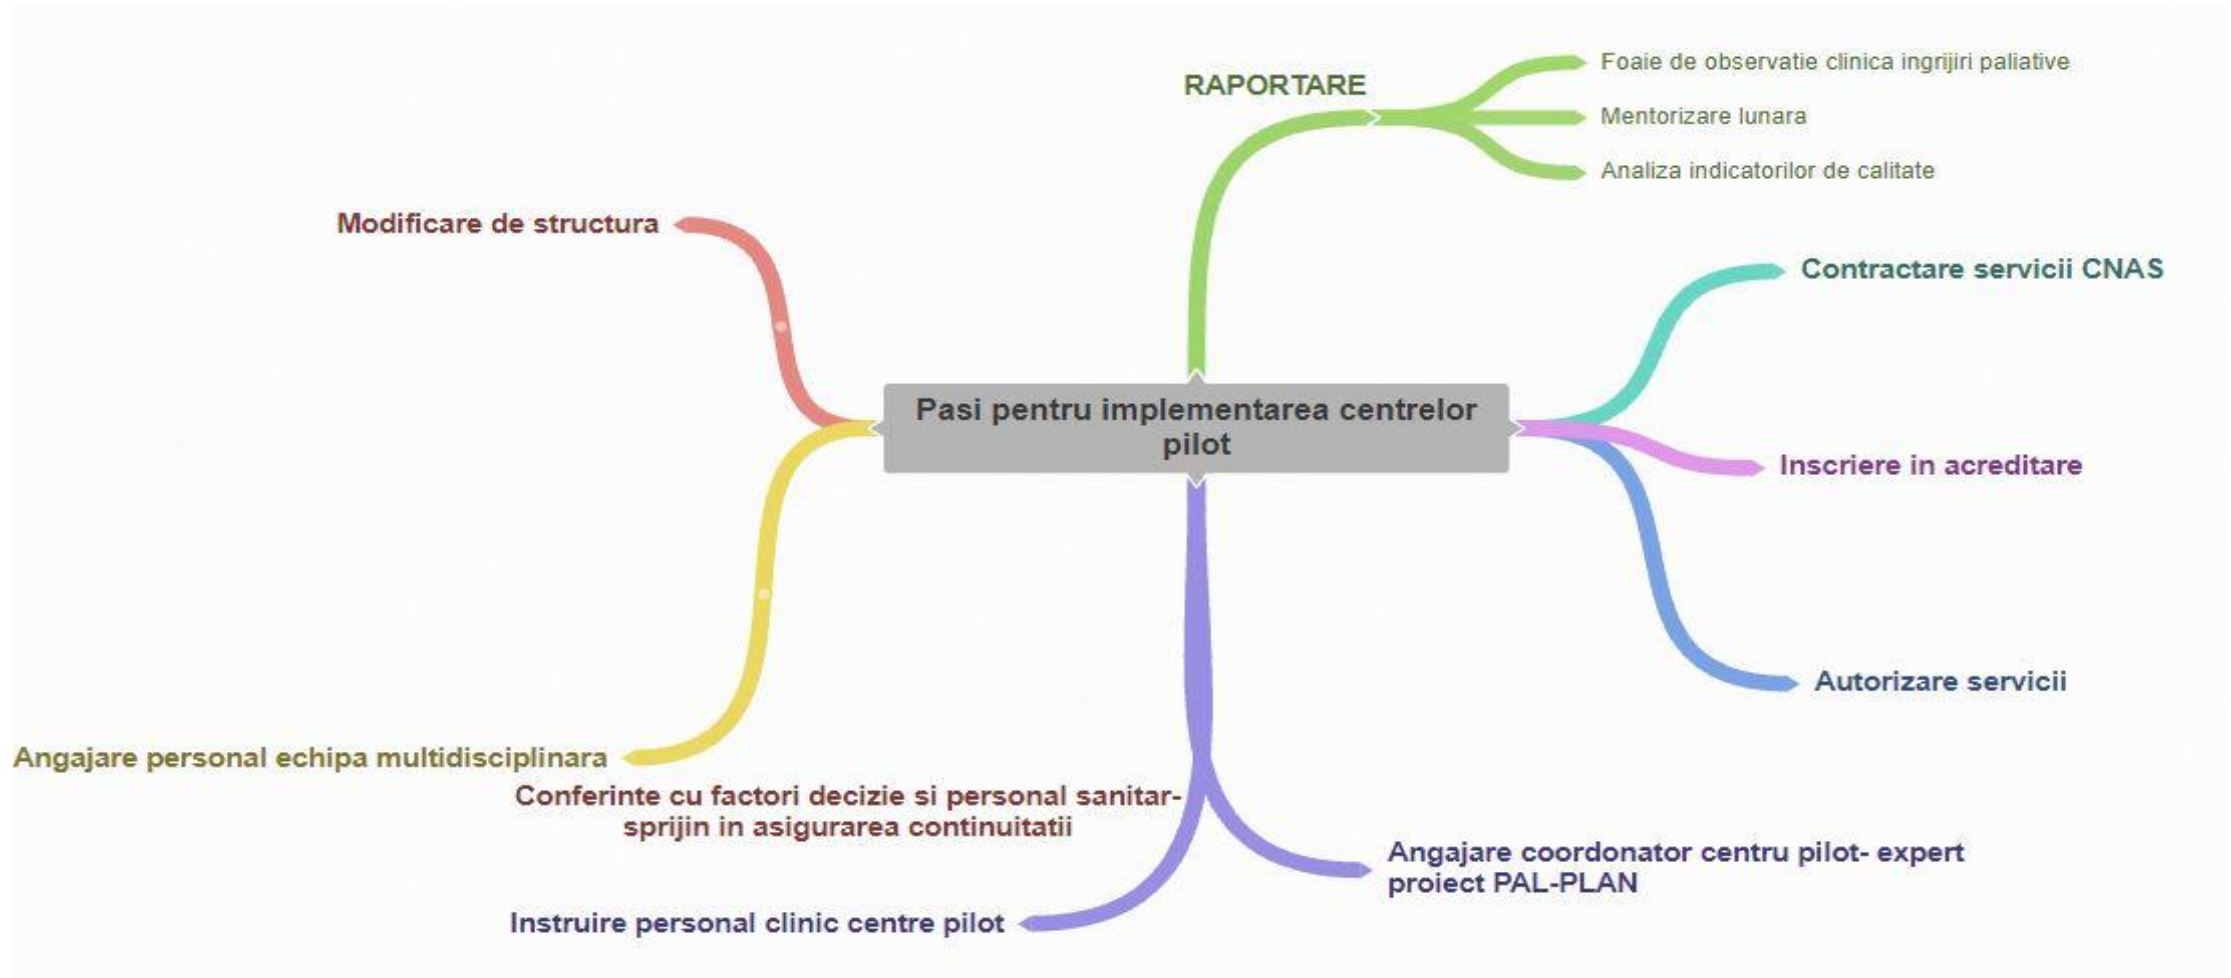 RAPORTARE
Foaie de observatie clinica ingrijiri paliative
Mentorizare lunara
Analiza indicatorilor de calitate
Modificare de structura
Contractare servicii CNAS
Pasi pentru implementarea centrelor
pilot
Inscriere in acreditare
Autorizare servicii
Angajare personal echipa multidisciplinara
Conferinte cu factori decizie si personal sanitar-
sprijin in asigurarea continuitatii
Angajare coordonator centru pilot- expert
proiect PAL-PLAN
Instruire personal clinic centre pilot